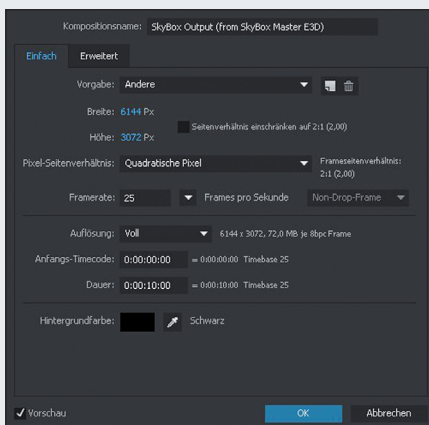 Kompositionsname: SkyBox Output (from SkyBox Master E3D)
Einfach Erweitert
Vorgabe: Andere
Breite: 6144 Px
Seitenverhältnis einschränken auf 2:1 (2,00)
Höhe: 3072 Px
Pixel-Seitenverhältnis: Quadratische Pixel Frameseitenverhältnis:
2:1 (2,00)
Framerate: 25 Frames pro Sekunde Non-Drop-Frame
Auflösung: Voll 6144 x 3072, 72,0 MB je 8bpc Frame
Anfangs-Timecode: 0:00:00:00 = 0:00:00:00 Timebase 25
Dauer: 0:00:10:00 = 0:00:10:00 Timebase 25
Hintergrundfarbe: Schwarz
Vorschau OK Abbrechen